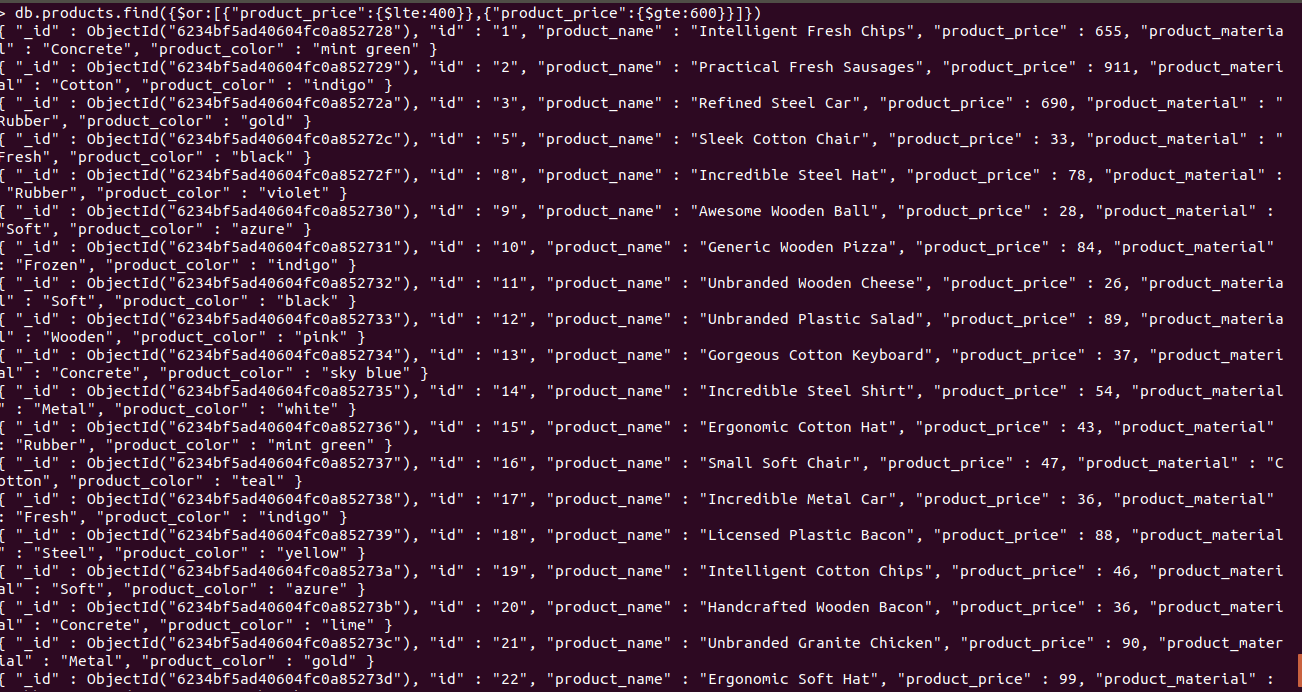 > db.products.find({$or:[{"product_price":{$lte:400}},{"product_price":{$gte:600}}]})
{ "_id" : ObjectId("6234bf5ad40604fc0a852728"), "id" : "1", "product_name" : "Intelligent Fresh Chips", "product_price" : 655, "product_materia
l" : "Concrete", "product_color" : "mint green" }
{ "_id" : ObjectId("6234bf5ad40604fc0a852729"), "id" : "2", "product_name" : "Practical Fresh Sausages", "product_price" : 911, "product_materi
al" : "Cotton", "product_color" : "indigo" }
{ "_id" : ObjectId("6234bf5ad40604fc0a85272a"), "id" : "3", "product_name" : "Refined Steel Car", "product_price" : 690, "product_material" : "
Rubber", "product_color" : "gold" }
{ "_id" : ObjectId("6234bf5ad40604fc0a85272c"), "id" : "5", "product_name" : "Sleek Cotton Chair", "product_price" : 33, "product_material" : "
Fresh", "product_color" : "black" }
{ "_id" : ObjectId("6234bf5ad40604fc0a85272f"), "id" : "8", "product_name" : "Incredible Steel Hat", "product_price" : 78, "product_material" :
"Rubber", "product_color" : "violet" }
{ "_id" : ObjectId("6234bf5ad40604fc0a852730"), "id" : "9", "product_name" : "Awesome Wooden Ball", "product_price" : 28, "product_material" :
"Soft", "product_color" : "azure" }
{ "_id" : ObjectId("6234bf5ad40604fc0a852731"), "id" : "10", "product_name" : "Generic Wooden Pizza", "product_price" : 84, "product_material"
: "Frozen", "product_color" : "indigo" }
{ "_id" : ObjectId("6234bf5ad40604fc0a852732"), "id" : "11", "product_name" : "Unbranded Wooden Cheese", "product_price" : 26, "product_materia
l" : "Soft", "product_color" : "black" }
{ "_id" : ObjectId("6234bf5ad40604fc0a852733"), "id" : "12", "product_name" : "Unbranded Plastic Salad", "product_price" : 89, "product_materia
l" : "Wooden", "product_color" : "pink" }
{ "_id" : ObjectId("6234bf5ad40604fc0a852734"), "id" : "13", "product_name" : "Gorgeous Cotton Keyboard", "product_price" : 37, "product_materi
al" : "Concrete", "product_color" : "sky blue" }
{ "_id" : ObjectId("6234bf5ad40604fc0a852735"), "id" : "14", "product_name" : "Incredible Steel Shirt", "product_price" : 54, "product_material
" : "Metal", "product_color" : "white" }
{ "_id" : ObjectId("6234bf5ad40604fc0a852736"), "id" : "15", "product_name" : "Ergonomic Cotton Hat", "product_price" : 43, "product_material"
: "Rubber", "product_color" : "mint green" }
{ "_id" : ObjectId("6234bf5ad40604fc0a852737"), "id" : "16", "product_name" : "Small Soft Chair", "product_price" : 47, "product_material" : "C
otton", "product_color" : "teal" }
{ "_id" : ObjectId("6234bf5ad40604fc0a852738"), "id" : "17", "product_name" : "Incredible Metal Car", "product_price" : 36, "product_material"
: "Fresh", "product_color" : "indigo" }
{ "_id" : ObjectId("6234bf5ad40604fc0a852739"), "id" : "18", "product_name" : "Licensed Plastic Bacon", "product_price" : 88, "product_material
" : "Steel", "product_color" : "yellow" }
{ "_id" : ObjectId("6234bf5ad40604fc0a85273a"), "id" : "19", "product_name" : "Intelligent Cotton Chips", "product_price" : 46, "product_materi
al" : "Soft", "product_color" : "azure" }
{ "_id" : ObjectId("6234bf5ad40604fc0a85273b"), "id" : "20", "product_name" : "Handcrafted Wooden Bacon", "product_price" : 36, "product_materi
al" : "Concrete", "product_color" : "lime" }
{ "_id" : ObjectId("6234bf5ad40604fc0a85273c"), "id" : "21", "product_name" : "Unbranded Granite Chicken", "product_price" : 90, "product_mater
ial" : "Metal", "product_color" : "gold" }
{ "_id" : ObjectId("6234bf5ad40604fc0a85273d"), "id" : "22", "product_name" : "Ergonomic Soft Hat", "product_price" : 99, "product_material" :